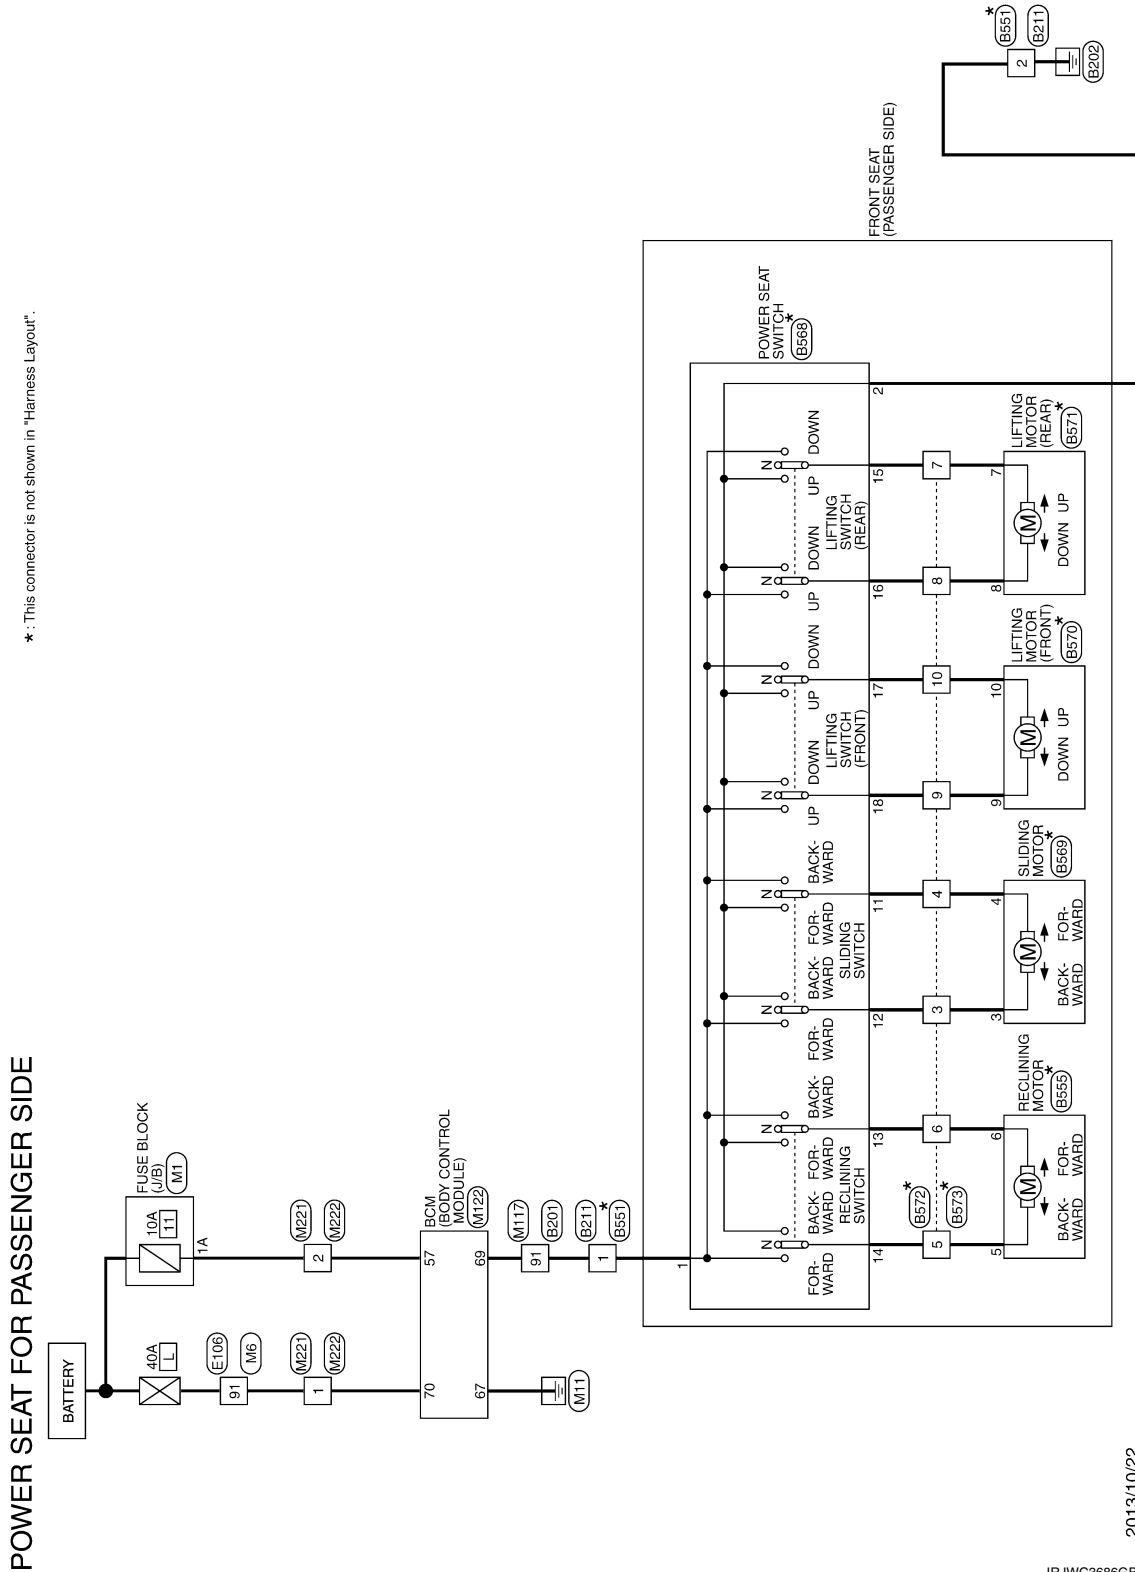 POWER SEAT FOR PASSENGER SIDE
* : This connector is not shown in "Harness Layout".
BATTERY
40A
L
E106
91
M6
M221
1
M222
FUSE BLOCK
(J/B)
M1
10A
11
1A
M221
2
M222
70
57
BCM
(BODY CONTROL
MODULE)
M122
67
69
M11
M117
91
B201
B211
1
B551
*
1
FRONT SEAT
(PASSENGER SIDE)
POWER SEAT
SWITCH
*
B568
N
N
N
N
N
N
N
N
FOR-
WARD
BACK-
WARD
FOR-
WARD
BACK-
WARD
RECLINING
SWITCH
FOR-
WARD
BACK-
WARD
FOR-
WARD
BACK-
WARD
SLIDING
SWITCH
UP
DOWN
UP
DOWN
LIFTING
SWITCH
(FRONT)
UP
DOWN
UP
DOWN
LIFTING
SWITCH
(REAR)
14
13
12
11
18
17
16
15
2
B572
*
B573
*
5
6
3
4
9
10
8
7
5
6
3
4
9
10
8
7
RECLINING
MOTOR
*
B555
M
BACK-
WARD
FOR-
WARD
SLIDING
MOTOR
*
B569
M
BACK-
WARD
FOR-
WARD
LIFTING
MOTOR
(FRONT)
*
B570
M
DOWN
UP
LIFTING
MOTOR
(REAR)
*
B571
M
DOWN
UP
*
B551
2
B211
B202
2013/10/22